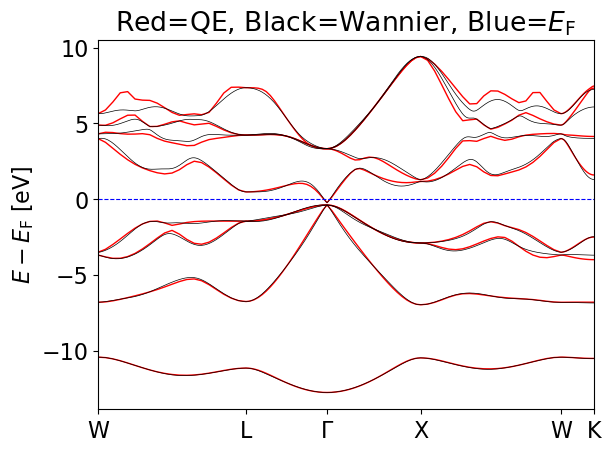 Red=QE, Black=Wannier, Blue=E_F
E − E_F [eV]
10
5
0
−5
−10
W L Γ X W K